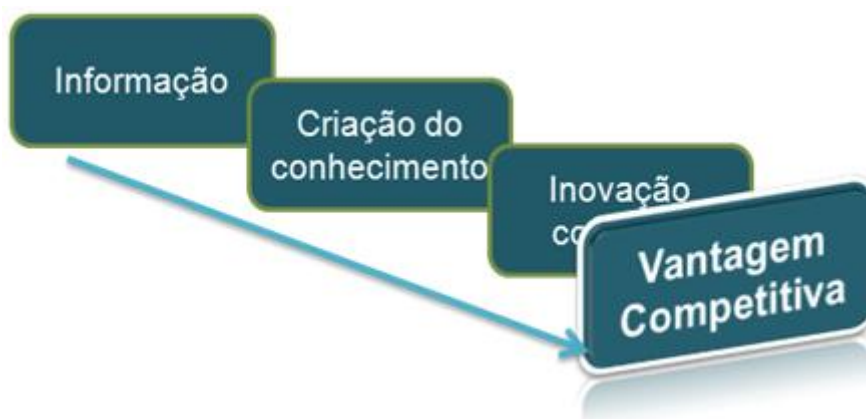 Informação
Criação do
conhecimento
Inovação
Vantagem
Competitiva